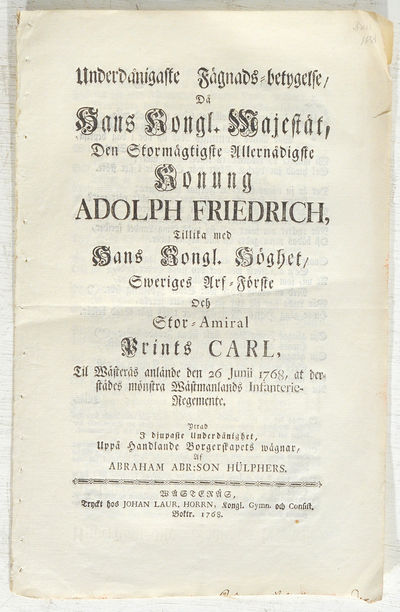 Underdånigaste Fägnads-betygelse,
Då
Hans Kongl. Majestät,
Den Stormägtigste Allernådigste
Konung
ADOLPH FRIEDRICH,
Tillika med
Hans Kongl. Höghet,
Sweriges Arf-Förste
Och
Stor-Amiral
Prints CARL,
Til Wästerås anlände den 26 Junii 1768, at der-
städes mönstra Wästmanlands Infanterie-
Regemente.
Yttrad
I djupaste Underdånighet,
Uppå Handlande Borgerskapets wägnar,
Af
ABRAHAM ABR:SON HÜLPHERS.
WÄSTERÅS,
Tryckt hos JOHAN LAUR. HORRN, Kongl. Gymn. och Consist.
Boktr. 1768.